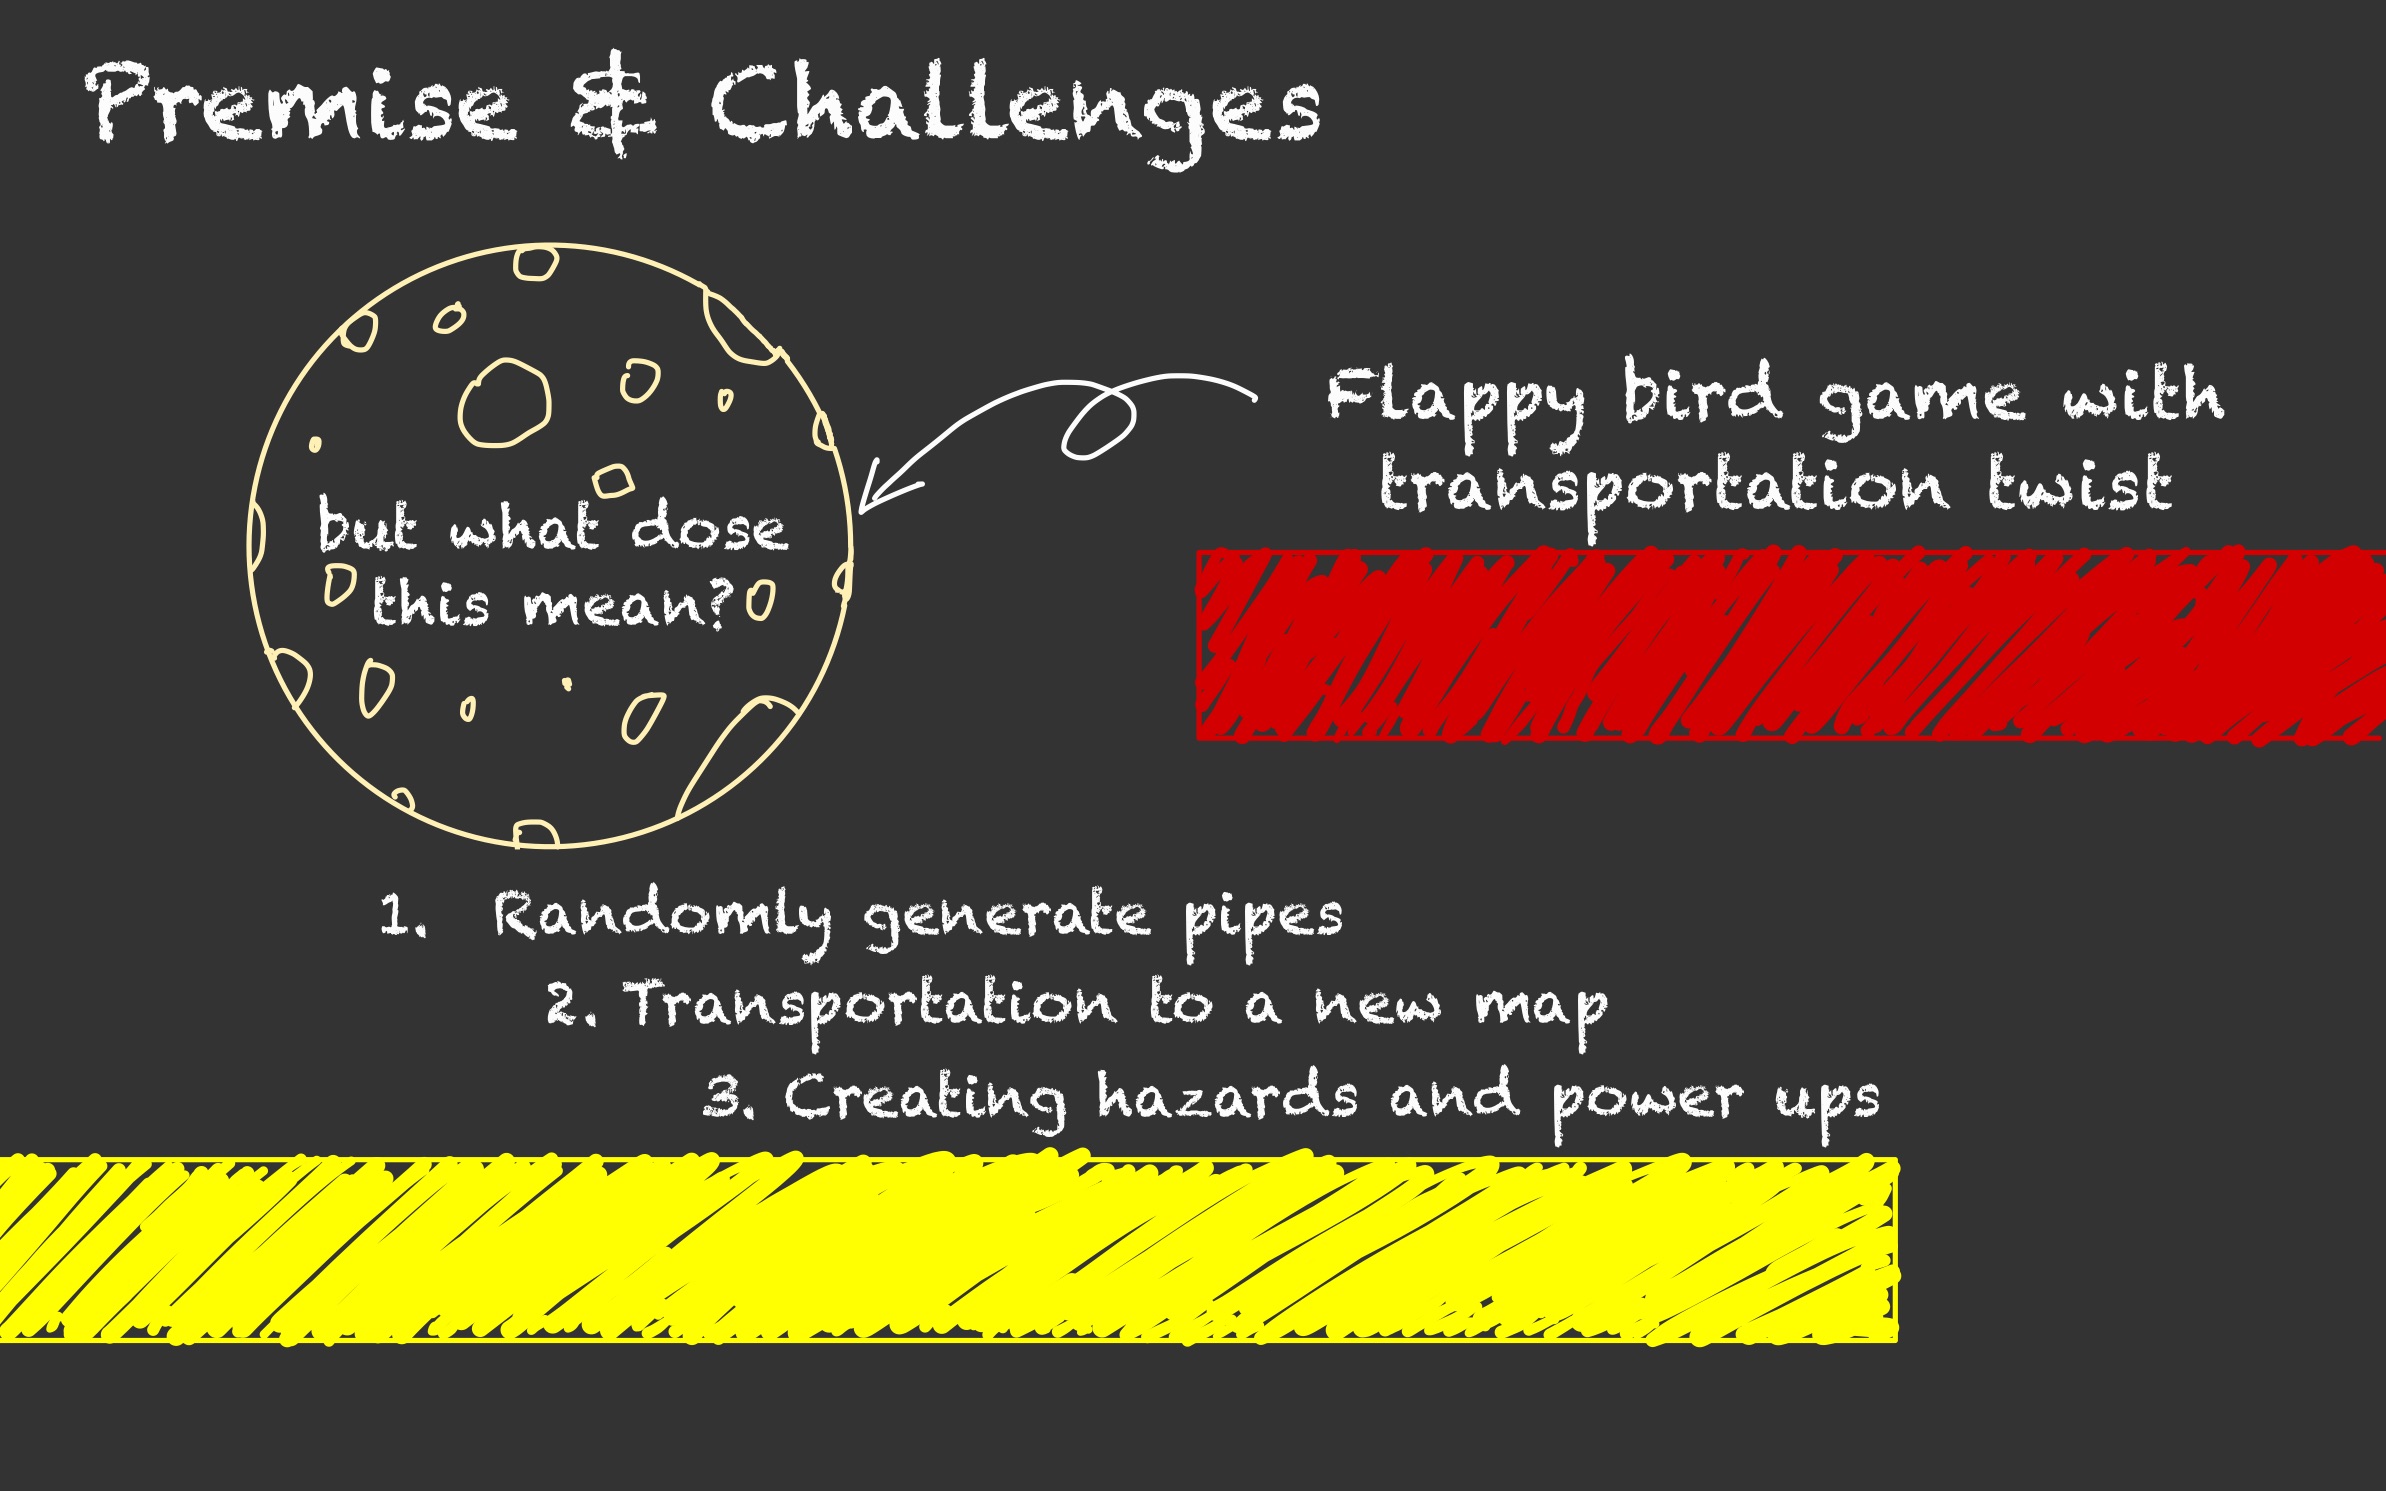 Premise & Challenges
Flappy bird game with
transportation twist
but what dose
this mean?
1. Randomly generate pipes
2. Transportation to a new map
3. Creating hazards and power ups